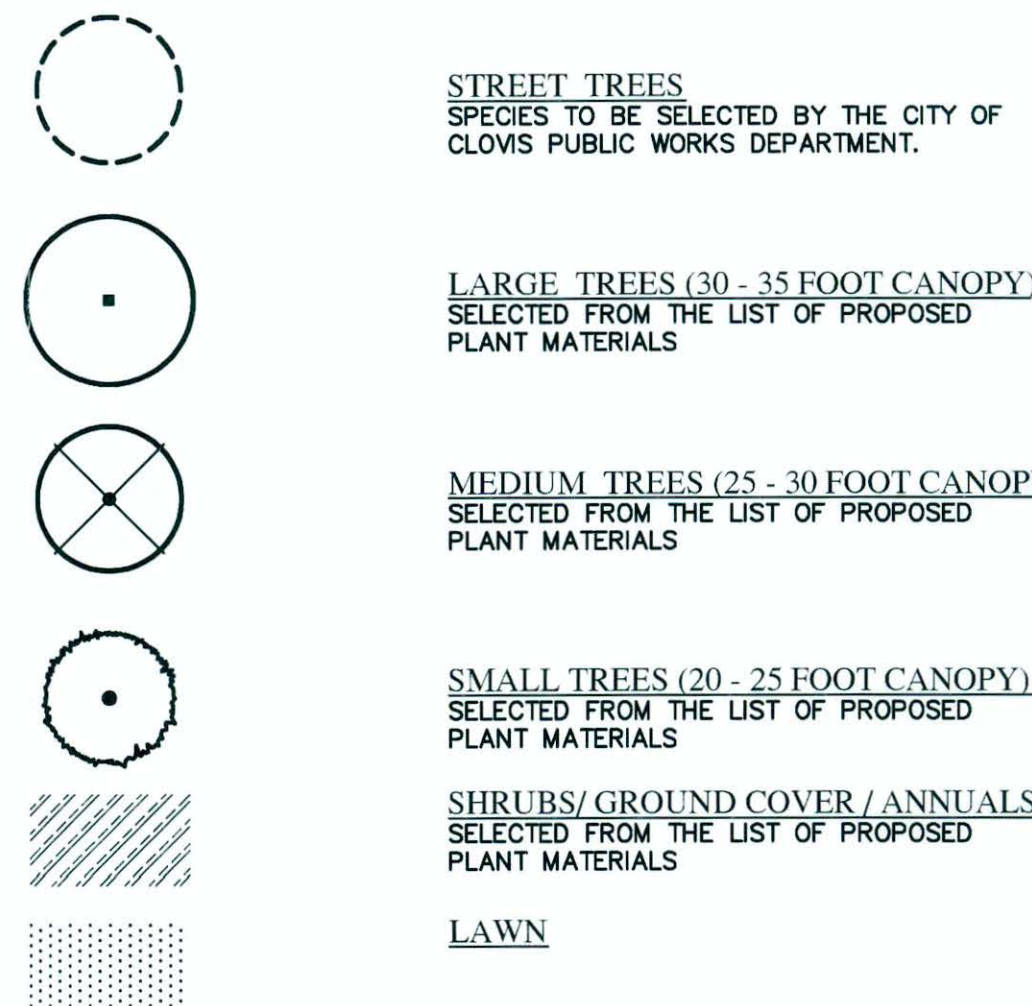 STREET TREES
SPECIES TO BE SELECTED BY THE CITY OF
CLOVIS PUBLIC WORKS DEPARTMENT.
LARGE TREES (30 - 35 FOOT CANOPY)
SELECTED FROM THE LIST OF PROPOSED
PLANT MATERIALS
MEDIUM TREES (25 - 30 FOOT CANOP
SELECTED FROM THE LIST OF PROPOSED
PLANT MATERIALS
SMALL TREES (20 - 25 FOOT CANOPY)
SELECTED FROM THE LIST OF PROPOSED
PLANT MATERIALS
SHRUBS/ GROUND COVER / ANNUALS
SELECTED FROM THE LIST OF PROPOSED
PLANT MATERIALS
LAWN